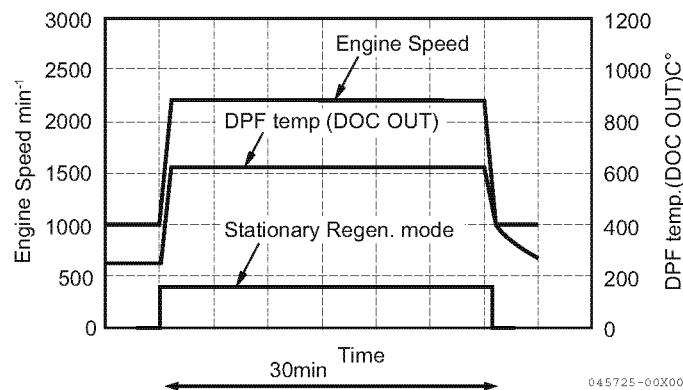 3000
2500
2000
1500
1000
500
0
Engine Speed min⁻¹
1200
1000
800
600
400
200
0
DPF temp.(DOC OUT)C°
Engine Speed
DPF temp (DOC OUT)
Stationary Regen. mode
Time
30min
045725-00X00